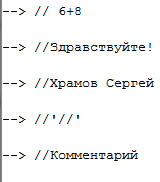 --> // 6+8
--> //Здравствуйте!
--> //Храмов Сергей
--> //'//'
--> //Комментарий